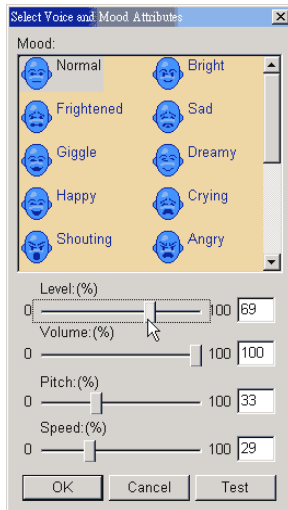 Select Voice and Mood Attributes
Mood:
Normal Bright
Frightened Sad
Giggle Dreamy
Happy Crying
Shouting Angry
Level:(%)
0 100 69
Volume:(%)
0 100 100
Pitch:(%)
0 100 33
Speed:(%)
0 100 29
OK Cancel Test